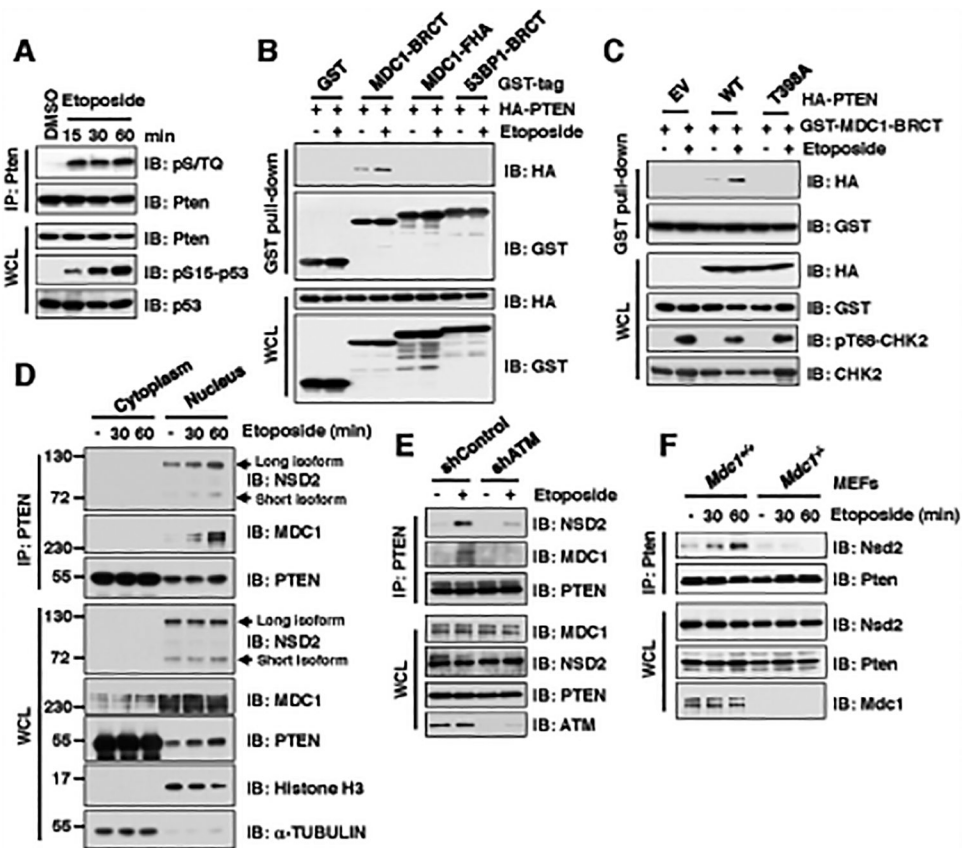 A
DMSO
Etoposide
15 30 60 min
IP: Pten
IB: pS/TQ
IB: Pten
WCL
IB: Pten
IB: pS15-p53
IB: p53
B
GST
MDC1-BRCT
MDC1-FHA
53BP1-BRCT
GST-tag
+ + + + + + + + HA-PTEN
- + - + - + - + Etoposide
GST pull-down
IB: HA
IB: GST
WCL
IB: HA
IB: GST
C
EV
WT
T398A
HA-PTEN
+ + + + + + GST-MDC1-BRCT
- + - + - + Etoposide
GST pull-down
IB: HA
IB: GST
WCL
IB: HA
IB: GST
IB: pT68-CHK2
IB: CHK2
D
Cytoplasm
Nucleus
- 30 60 - 30 60 Etoposide (min)
IP: PTEN
130
Long isoform
IB: NSD2
72
Short isoform
IB: MDC1
230
55
IB: PTEN
WCL
130
Long isoform
IB: NSD2
72
Short isoform
230
IB: MDC1
55
IB: PTEN
17
IB: Histone H3
55
IB: α-TUBULIN
E
shControl
shATM
- + - + Etoposide
IP: PTEN
IB: NSD2
IB: MDC1
IB: PTEN
WCL
IB: MDC1
IB: NSD2
IB: PTEN
IB: ATM
F
Mdc1+/+
Mdc1-/-
MEFs
- 30 60 - 30 60 Etoposide (min)
IP: Pten
IB: Nsd2
IB: Pten
WCL
IB: Nsd2
IB: Pten
IB: Mdc1